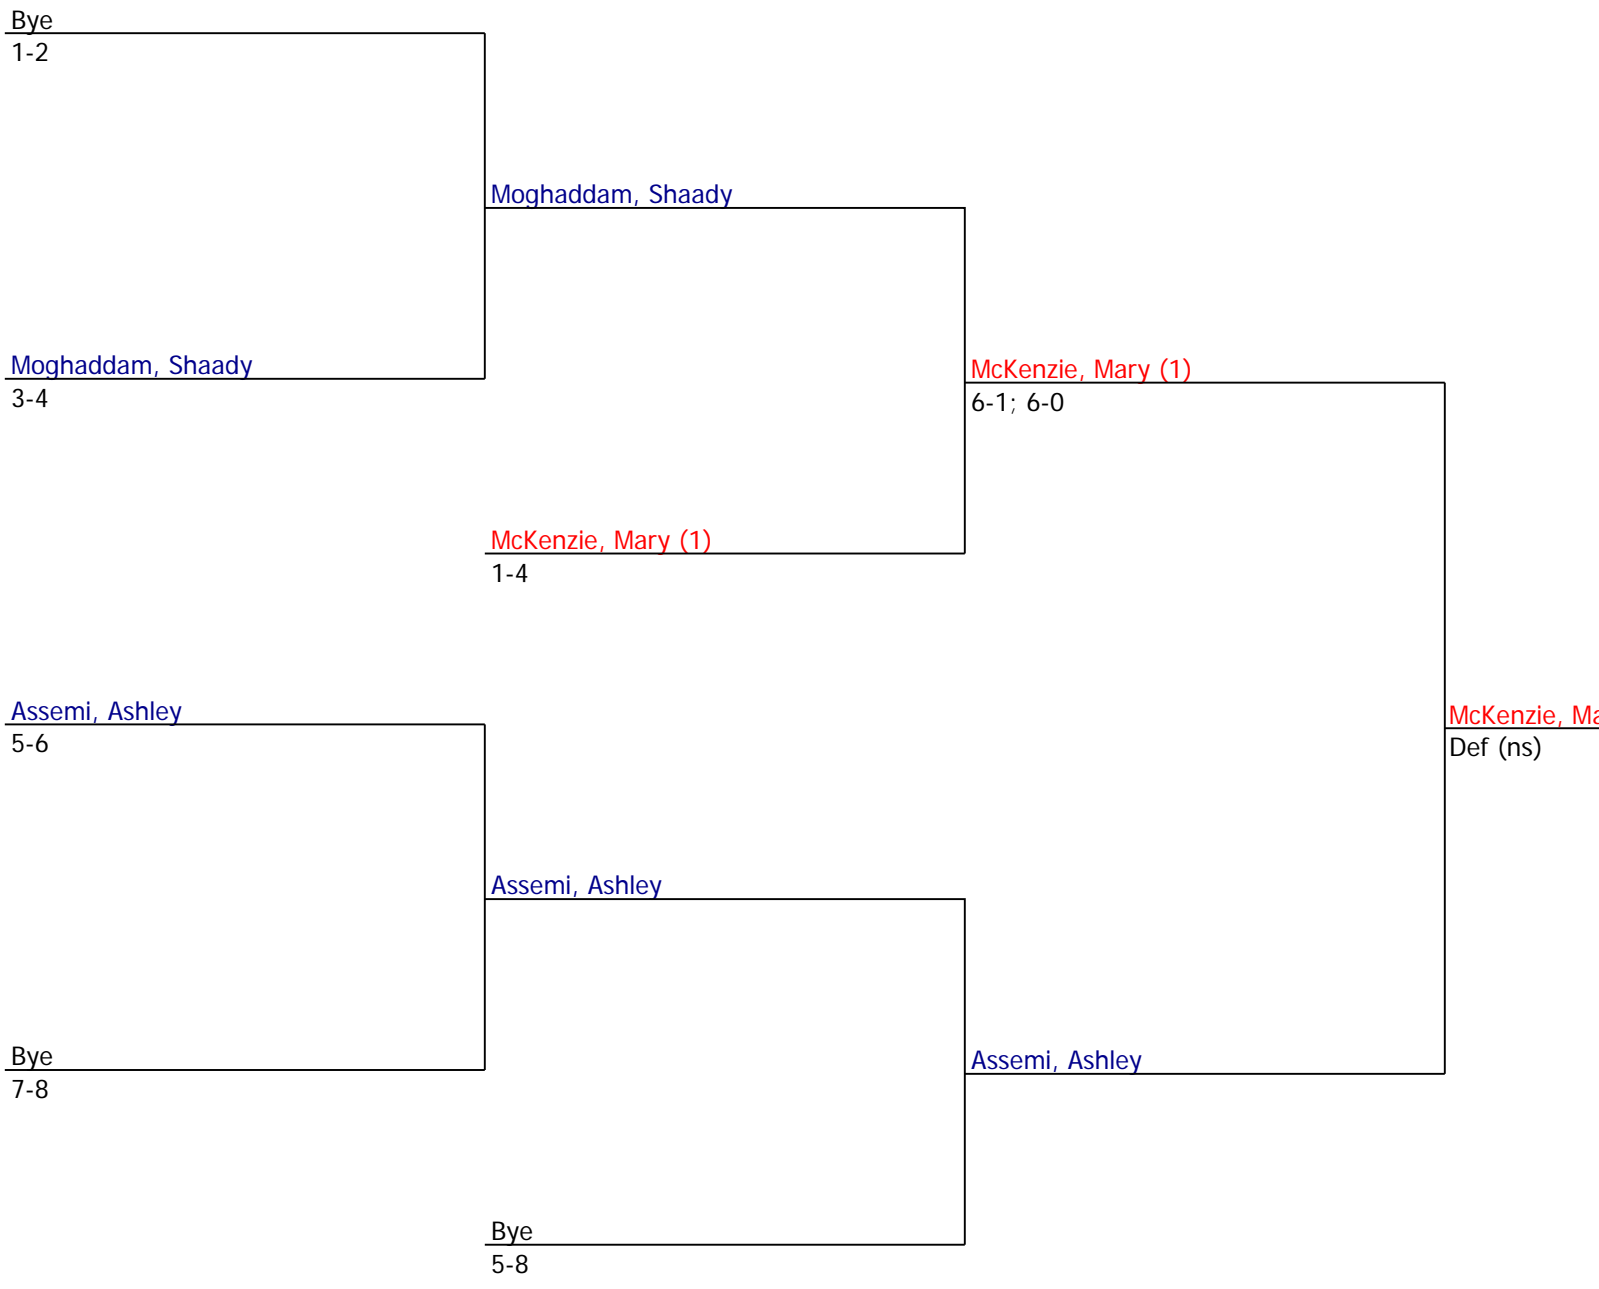 Bye
1-2
Moghaddam, Shaady
Moghaddam, Shaady
3-4
McKenzie, Mary (1)
6-1; 6-0
McKenzie, Mary (1)
1-4
Assemi, Ashley
5-6
McKenzie, Ma
Def (ns)
Assemi, Ashley
Bye
7-8
Assemi, Ashley
Bye
5-8